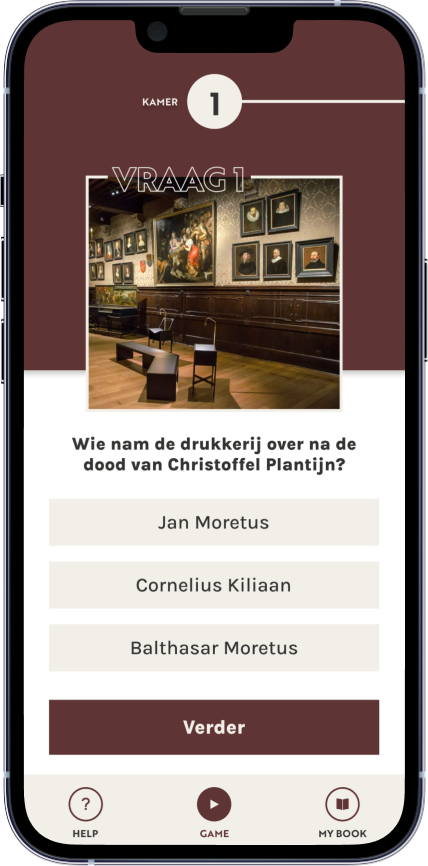 KAMER 1
VRAAG 1
Wie nam de drukkerij over na de
dood van Christoffel Plantijn?
Jan Moretus
Cornelius Kiliaan
Balthasar Moretus
Verder
?
HELP GAME MY BOOK